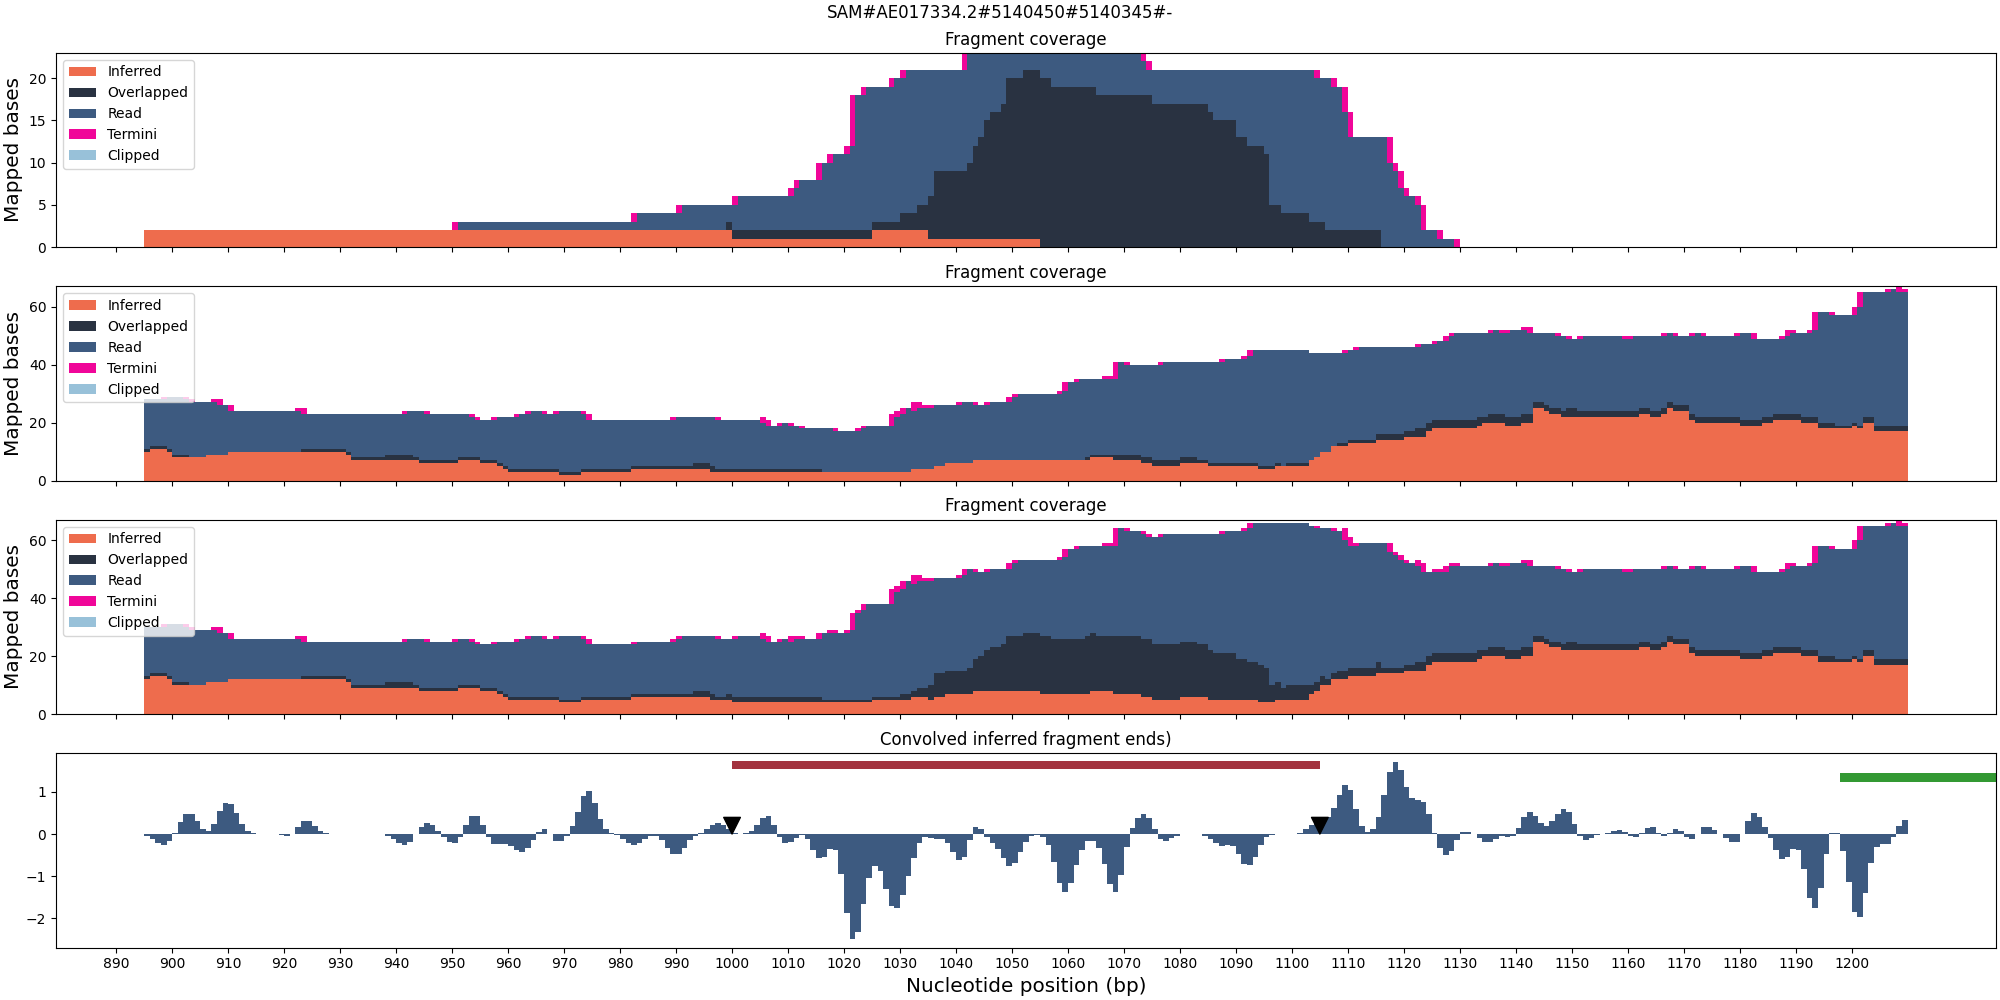 SAM#AE017334.2#5140450#5140345#-
Fragment coverage
Mapped bases
20
15
10
5
0
Inferred
Overlapped
Read
Termini
Clipped
Fragment coverage
Mapped bases
60
40
20
0
Inferred
Overlapped
Read
Termini
Clipped
Fragment coverage
Mapped bases
60
40
20
0
Inferred
Overlapped
Read
Termini
Clipped
Convolved inferred fragment ends)
1
0
−1
−2
890 900 910 920 930 940 950 960 970 980 990 1000 1010 1020 1030 1040 1050 1060 1070 1080 1090 1100 1110 1120 1130 1140 1150 1160 1170 1180 1190 1200
Nucleotide position (bp)